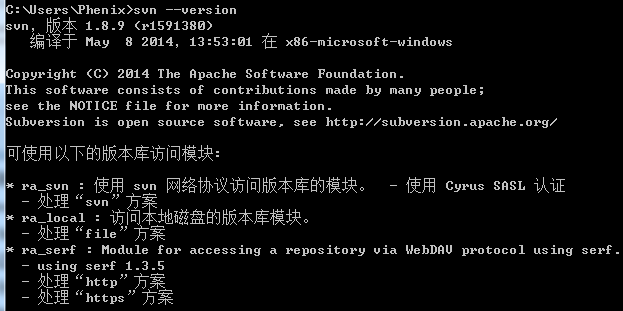 C:\Users\Phenix>svn --version
svn, 版本 1.8.9 (r1591380)
编译于 May  8 2014, 13:53:01 在 x86-microsoft-windows
Copyright (C) 2014 The Apache Software Foundation.
This software consists of contributions made by many people;
see the NOTICE file for more information.
Subversion is open source software, see http://subversion.apache.org/
可使用以下的版本库访问模块:
* ra_svn : 使用 svn 网络协议访问版本库的模块。  - 使用 Cyrus SASL 认证
- 处理“svn”方案
* ra_local : 访问本地磁盘的版本库模块。
- 处理“file”方案
* ra_serf : Module for accessing a repository via WebDAV protocol using serf.
- using serf 1.3.5
- 处理“http”方案
- 处理“https”方案